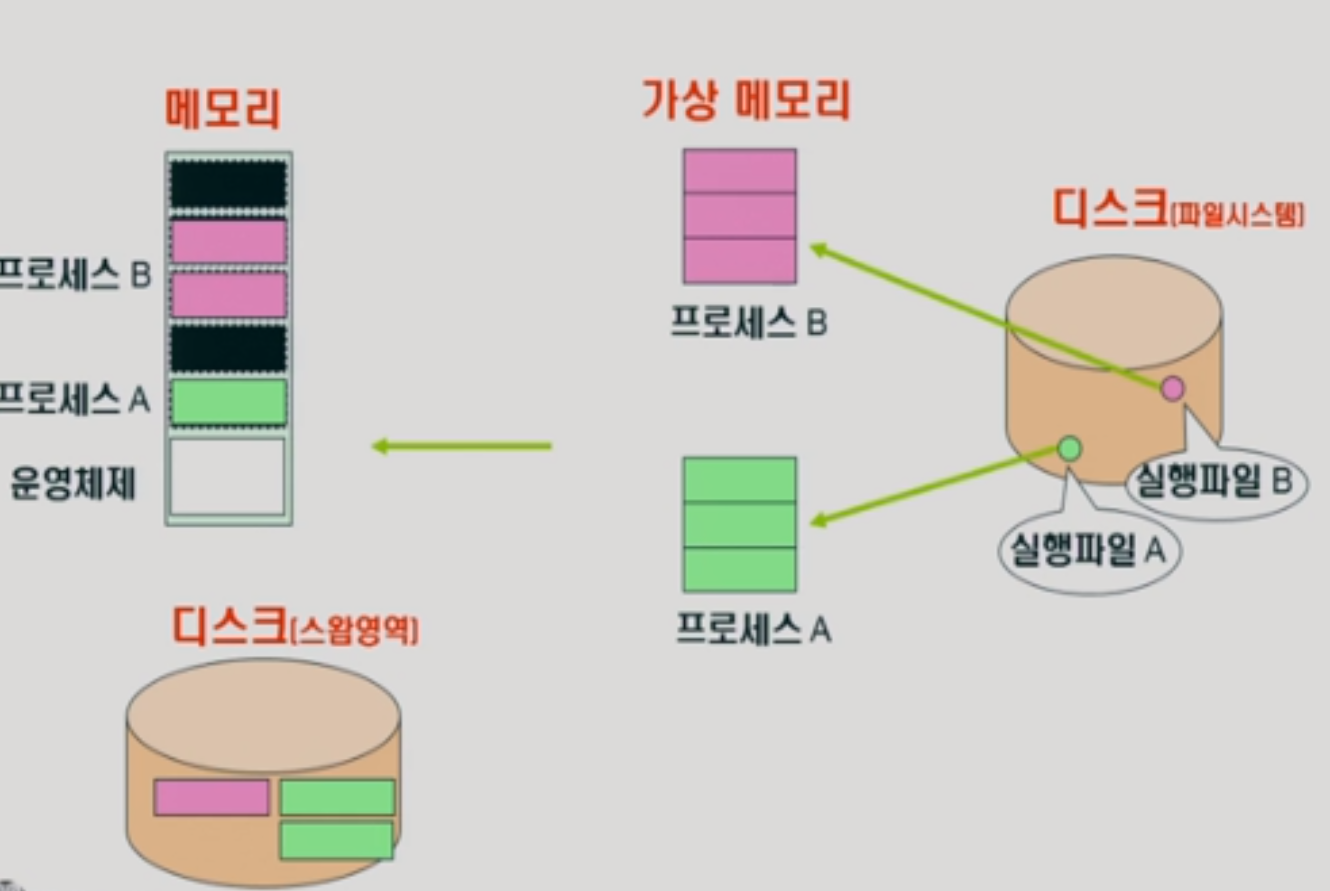 메모리
프로세스 B
프로세스 A
운영체제
가상 메모리
프로세스 B
프로세스 A
디스크(파일시스템)
실행파일 B
실행파일 A
디스크(스왑영역)